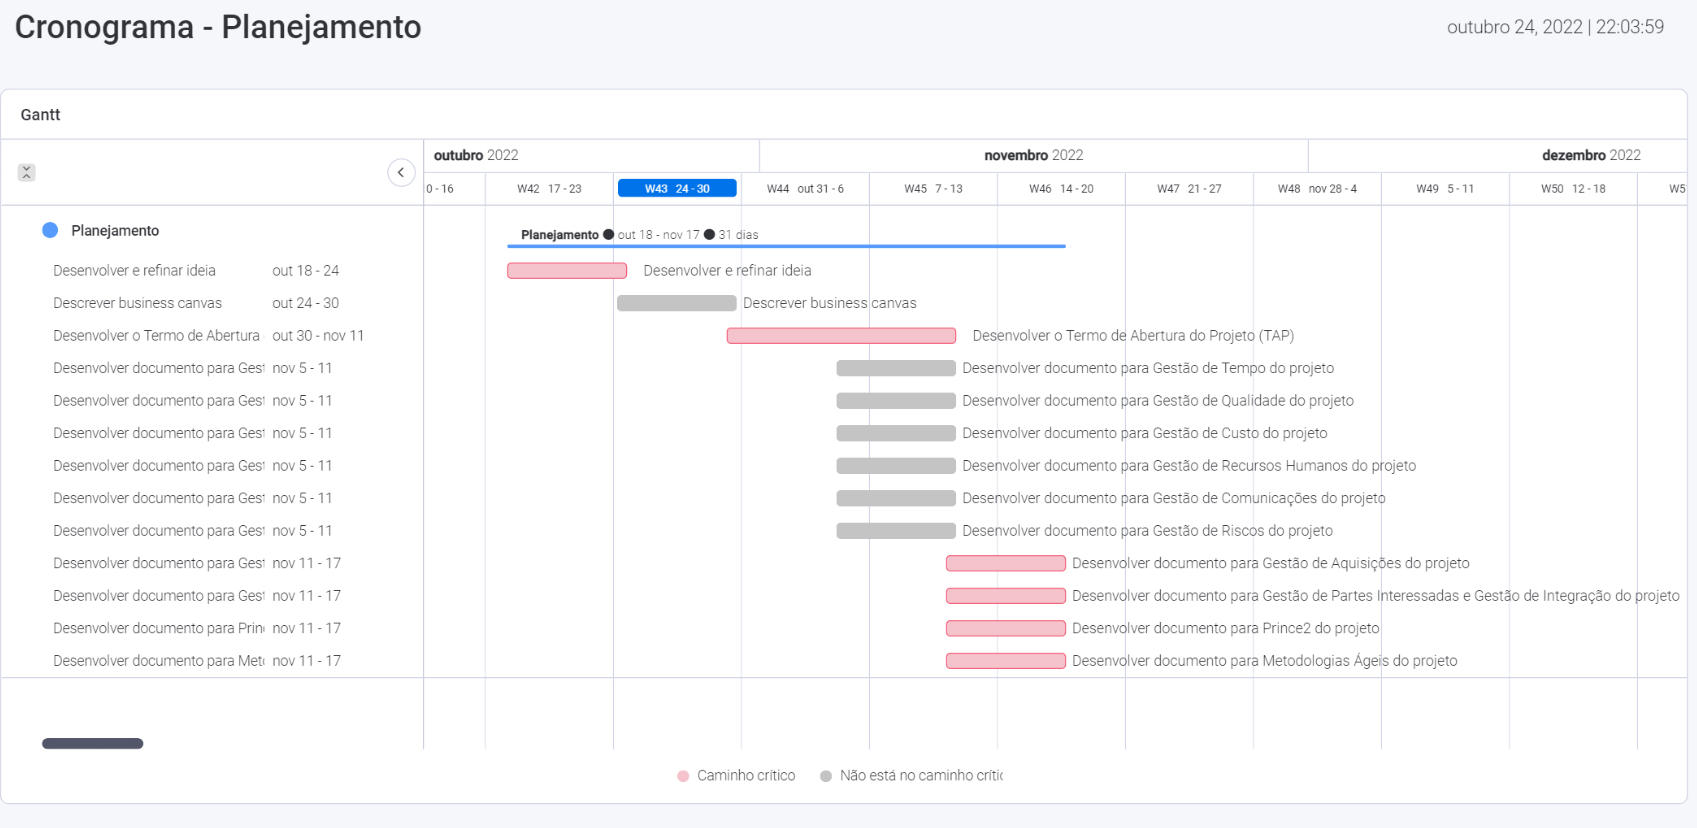 Cronograma - Planejamento
outubro 24, 2022 | 22:03:59
Gantt
outubro 2022 novembro 2022 dezembro 2022
0 - 16 W42 17 - 23 W43 24 - 30 W44 out 31 - 6 W45 7 - 13 W46 14 - 20 W47 21 - 27 W48 nov 28 - 4 W49 5 - 11 W50 12 - 18 W5
Planejamento Planejamento ● out 18 - nov 17 ● 31 dias
Desenvolver e refinar ideia out 18 - 24 Desenvolver e refinar ideia
Descrever business canvas out 24 - 30 Descrever business canvas
Desenvolver o Termo de Abertura out 30 - nov 11 Desenvolver o Termo de Abertura do Projeto (TAP)
Desenvolver documento para Gest nov 5 - 11 Desenvolver documento para Gestão de Tempo do projeto
Desenvolver documento para Gest nov 5 - 11 Desenvolver documento para Gestão de Qualidade do projeto
Desenvolver documento para Gest nov 5 - 11 Desenvolver documento para Gestão de Custo do projeto
Desenvolver documento para Gest nov 5 - 11 Desenvolver documento para Gestão de Recursos Humanos do projeto
Desenvolver documento para Gest nov 5 - 11 Desenvolver documento para Gestão de Comunicações do projeto
Desenvolver documento para Gest nov 5 - 11 Desenvolver documento para Gestão de Riscos do projeto
Desenvolver documento para Gest nov 11 - 17 Desenvolver documento para Gestão de Aquisições do projeto
Desenvolver documento para Gest nov 11 - 17 Desenvolver documento para Gestão de Partes Interessadas e Gestão de Integração do projeto
Desenvolver documento para Prin nov 11 - 17 Desenvolver documento para Prince2 do projeto
Desenvolver documento para Met nov 11 - 17 Desenvolver documento para Metodologias Ágeis do projeto
Caminho crítico Não está no caminho críti